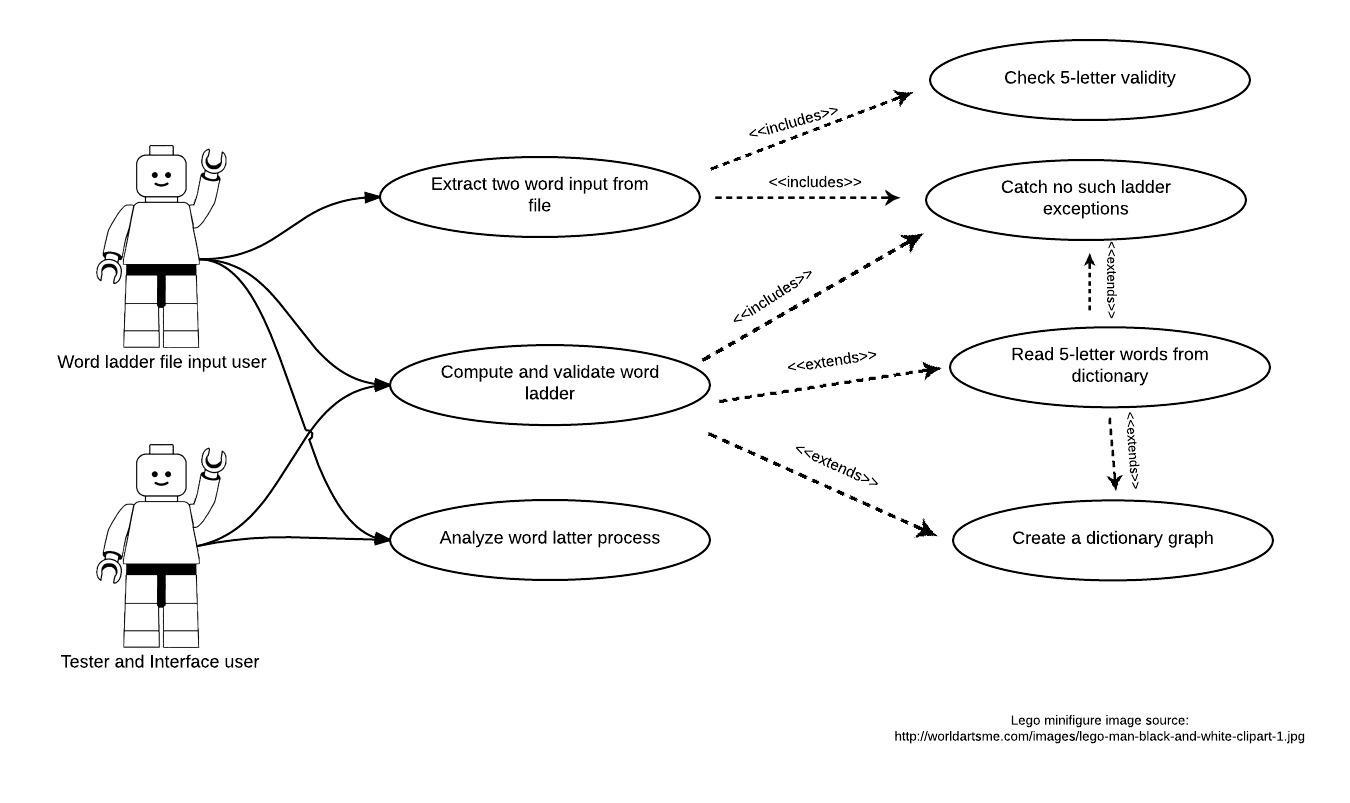 Check 5-letter validity
<<includes>>
Extract two word input from
file
<<includes>>
Catch no such ladder
exceptions
<<includes>>
<<extends>>
Word ladder file input user
Compute and validate word
ladder
<<extends>>
Read 5-letter words from
dictionary
<<extends>>
<<extends>>
Analyze word latter process
Create a dictionary graph
Tester and Interface user
Lego minifigure image source:
http://worldartsme.com/images/lego-man-black-and-white-clipart-1.jpg